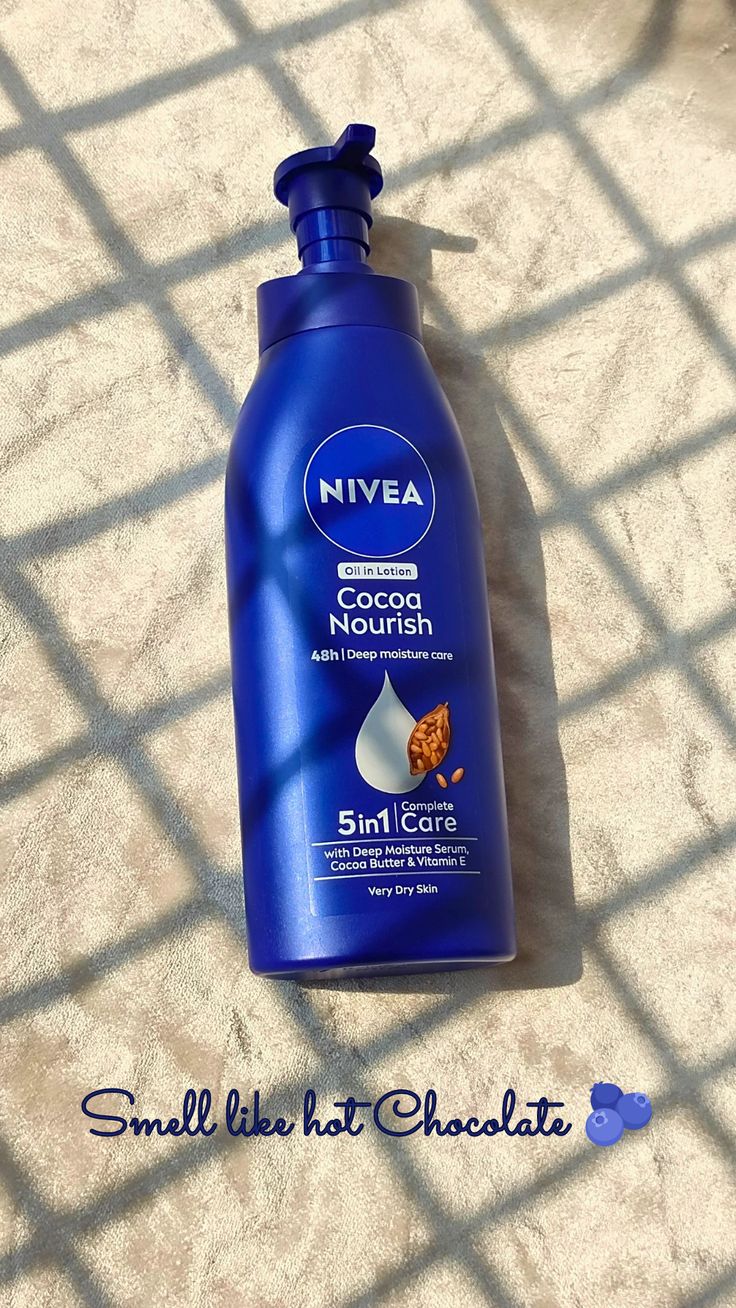 NIVEA
Oil in Lotion
Cocoa
Nourish
48h | Deep moisture care
5in1 | Complete Care
with Deep Moisture Serum,
Cocoa Butter & Vitamin E
Very Dry Skin
Smell like hot Chocolate 🫐